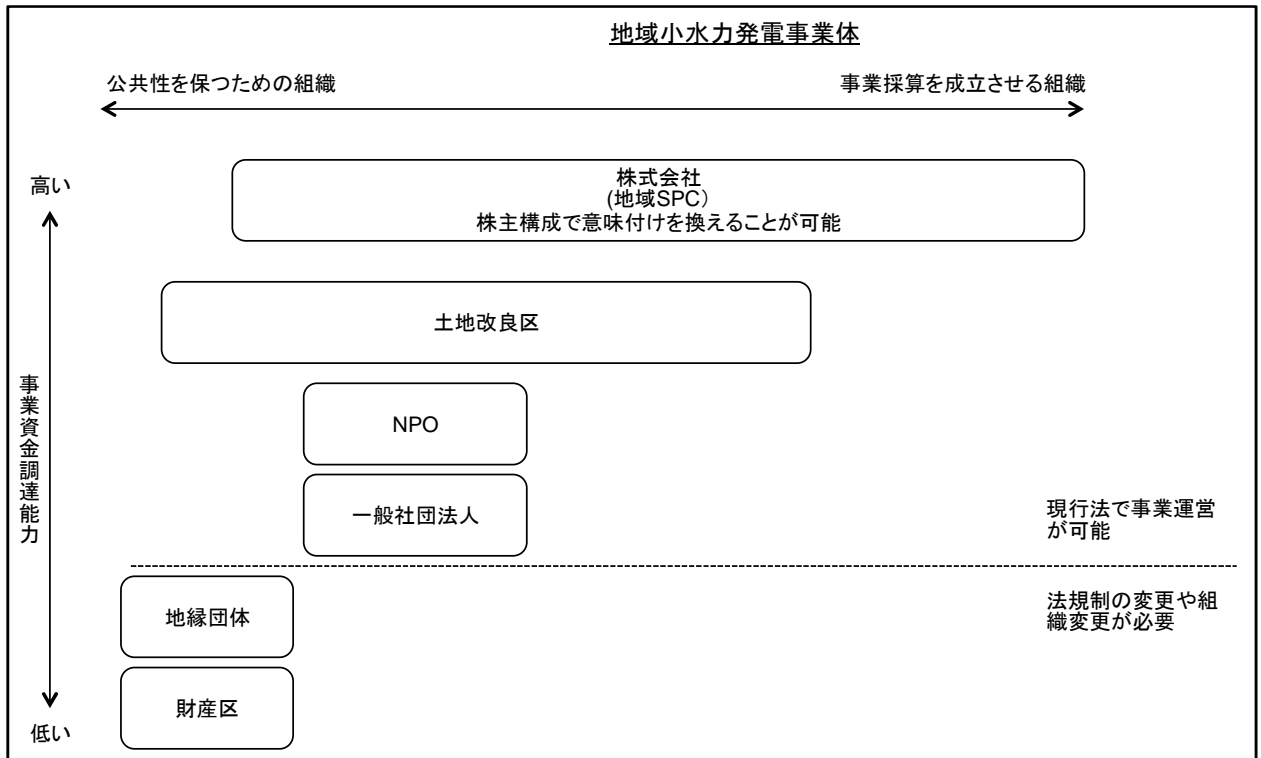 地域小水力発電事業体
公共性を保つための組織
事業採算を成立させる組織
高い
株式会社
(地域SPC)
株主構成で意味付けを換えることが可能
土地改良区
事業資金調達能力
NPO
一般社団法人
現行法で事業運営
が可能
地縁団体
法規制の変更や組
織変更が必要
財産区
低い